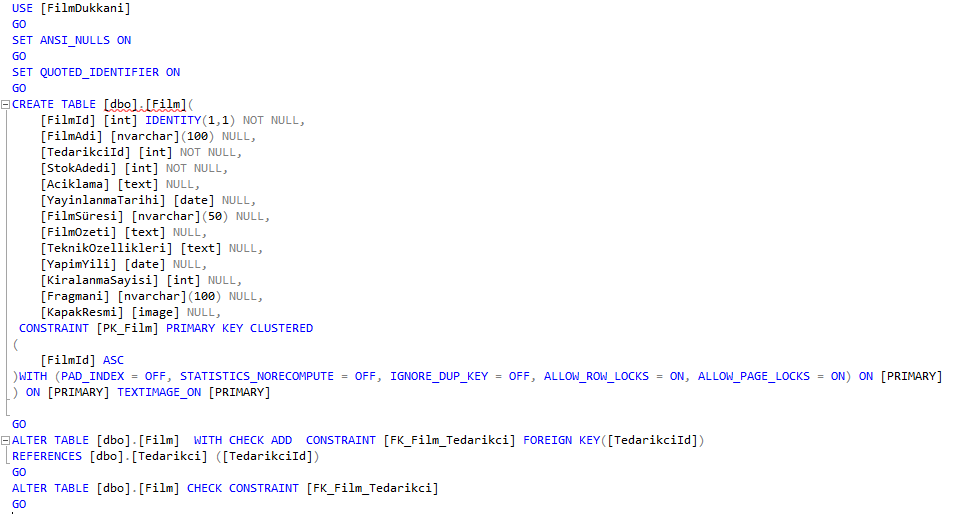 USE [FilmDukkani]
GO
SET ANSI_NULLS ON
GO
SET QUOTED_IDENTIFIER ON
GO
CREATE TABLE [dbo].[Film](
    [FilmId] [int] IDENTITY(1,1) NOT NULL,
    [FilmAdi] [nvarchar](100) NULL,
    [TedarikciId] [int] NOT NULL,
    [StokAdedi] [int] NOT NULL,
    [Aciklama] [text] NULL,
    [YayinlanmaTarihi] [date] NULL,
    [FilmSüresi] [nvarchar](50) NULL,
    [FilmOzeti] [text] NULL,
    [TeknikOzellikleri] [text] NULL,
    [YapimYili] [date] NULL,
    [KiralanmaSayisi] [int] NULL,
    [Fragmani] [nvarchar](100) NULL,
    [KapakResmi] [image] NULL,
 CONSTRAINT [PK_Film] PRIMARY KEY CLUSTERED
(
    [FilmId] ASC
)WITH (PAD_INDEX = OFF, STATISTICS_NORECOMPUTE = OFF, IGNORE_DUP_KEY = OFF, ALLOW_ROW_LOCKS = ON, ALLOW_PAGE_LOCKS = ON) ON [PRIMARY]
) ON [PRIMARY] TEXTIMAGE_ON [PRIMARY]
GO
ALTER TABLE [dbo].[Film]  WITH CHECK ADD  CONSTRAINT [FK_Film_Tedarikci] FOREIGN KEY([TedarikciId])
REFERENCES [dbo].[Tedarikci] ([TedarikciId])
GO
ALTER TABLE [dbo].[Film] CHECK CONSTRAINT [FK_Film_Tedarikci]
GO